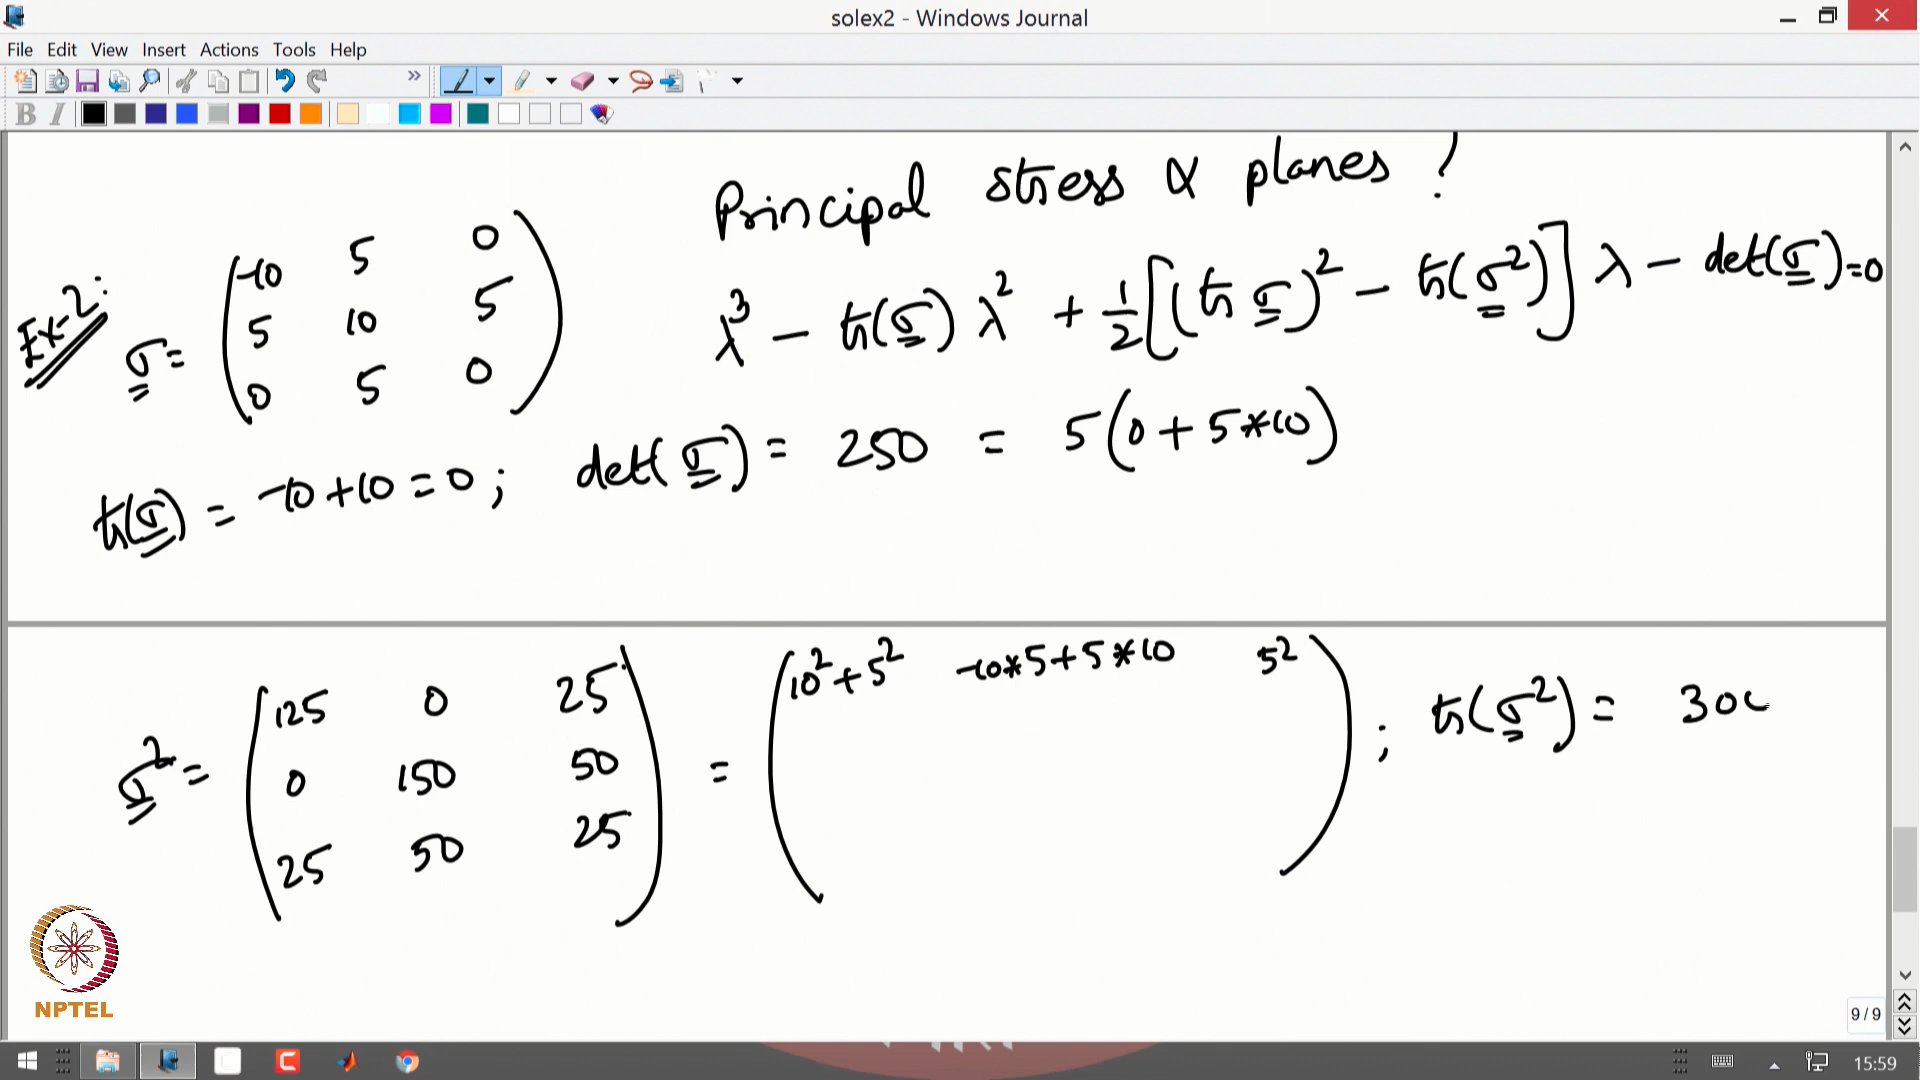 solex2 - Windows Journal
File Edit View Insert Actions Tools Help
B I
Principal stress & planes ?
Ex-2: σ = (-10 5 0
5 10 5
0 5 0)
λ³ - tr(σ) λ² + 1/2 [(tr σ)² - tr(σ²)] λ - det(σ) = 0
tr(σ) = -10 + 10 = 0 ; det(σ) = 250 = 5(0 + 5*10)
σ² = (125 0 25
0 150 50
25 50 25)
= (10² + 5² -10*5+5*10 5²) ; tr(σ²) = 300
NPTEL
9 / 9
15:59